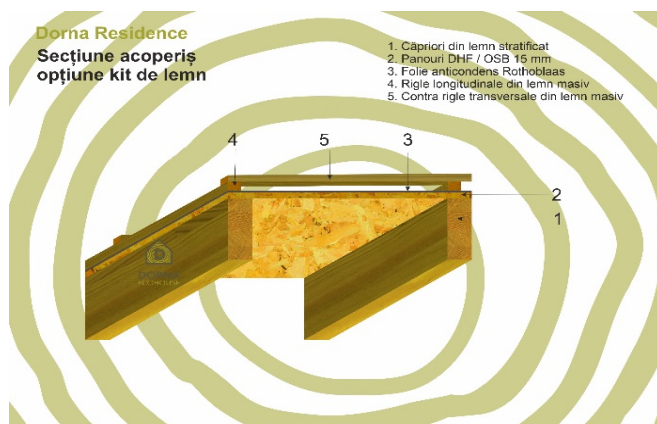 Dorna Residence
Secțiune acoperiș
opțiune kit de lemn
1. Căpriori din lemn stratificat
2. Panouri DHF / OSB 15 mm
3. Folie anticondens Rothoblaas
4. Rigle longitudinale din lemn masiv
5. Contra rigle transversale din lemn masiv
4
5
3
2
1
DORNA